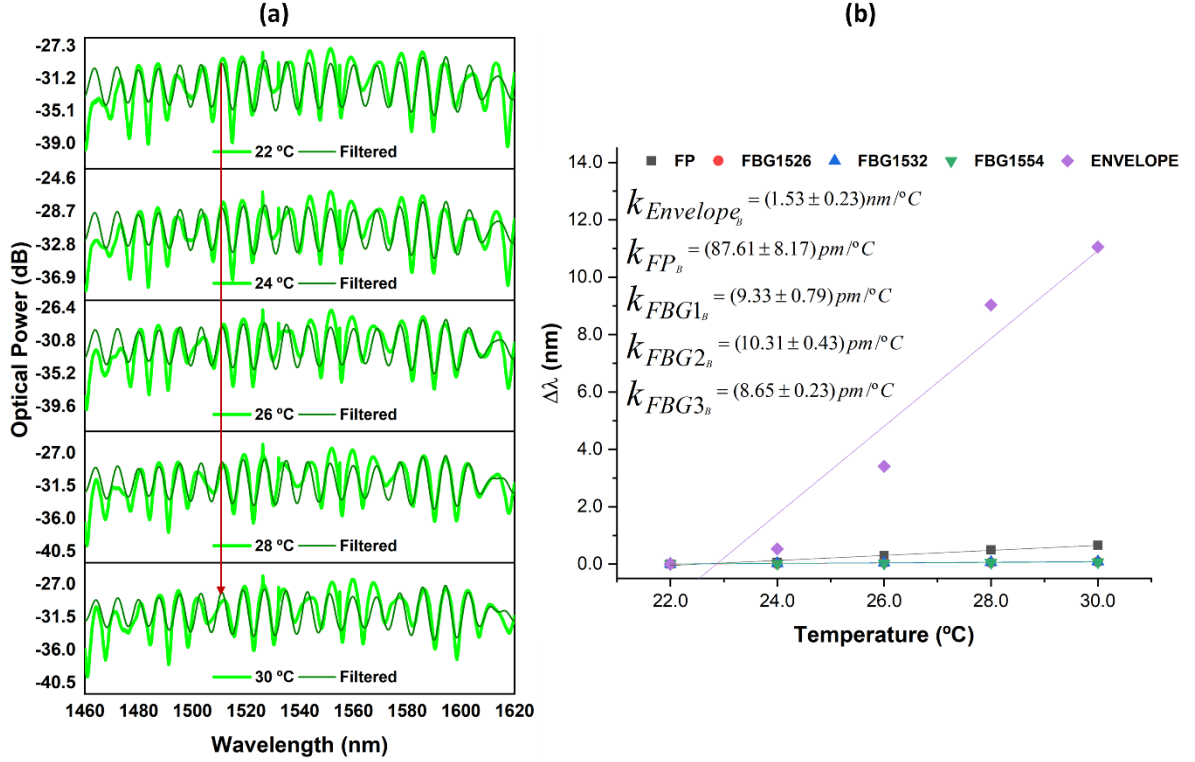 (a)
Optical Power (dB)
-27.3
-31.2
-35.1
-39.0
22 ºC Filtered
-24.6
-28.7
-32.8
-36.9
24 ºC Filtered
-26.4
-30.8
-35.2
-39.6
26 ºC Filtered
-27.0
-31.5
-36.0
-40.5
28 ºC Filtered
-27.0
-31.5
-36.0
-40.5
30 ºC Filtered
1460 1480 1500 1520 1540 1560 1580 1600 1620
Wavelength (nm)
(b)
FP FBG1526 FBG1532 FBG1554 ENVELOPE
k Envelope B = (1.53 ± 0.23) nm/ºC
k FP B = (87.61 ± 8.17) pm/ºC
k FBG1 B = (9.33 ± 0.79) pm/ºC
k FBG2 B = (10.31 ± 0.43) pm/ºC
k FBG3 B = (8.65 ± 0.23) pm/ºC
Δλ (nm)
14.0
12.0
10.0
8.0
6.0
4.0
2.0
0.0
22.0 24.0 26.0 28.0 30.0
Temperature (ºC)